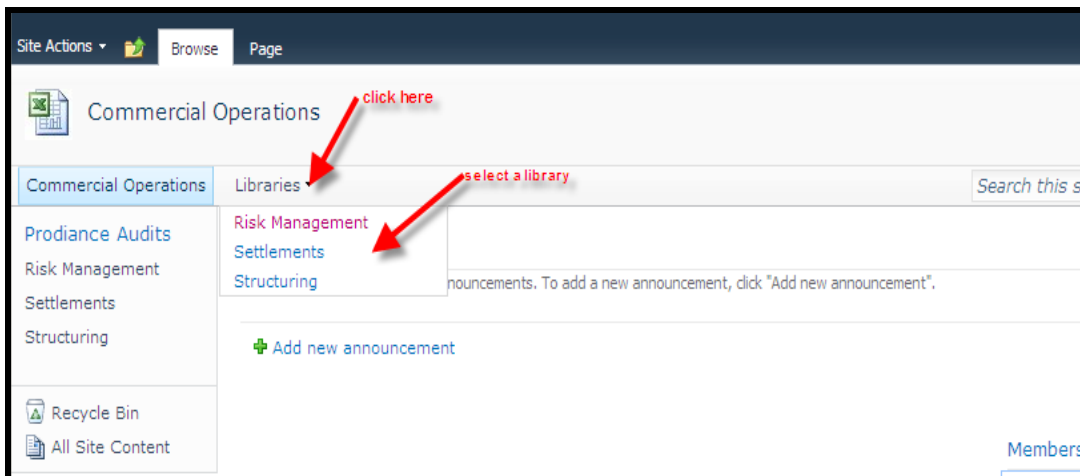 Site Actions Browse Page
click here
Commercial Operations
select a library
Commercial Operations Libraries Search this s
Prodiance Audits
Risk Management
Settlements
Structuring
Risk Management
Settlements
Structuring
nouncements. To add a new announcement, click "Add new announcement".
Add new announcement
Recycle Bin
All Site Content
Members